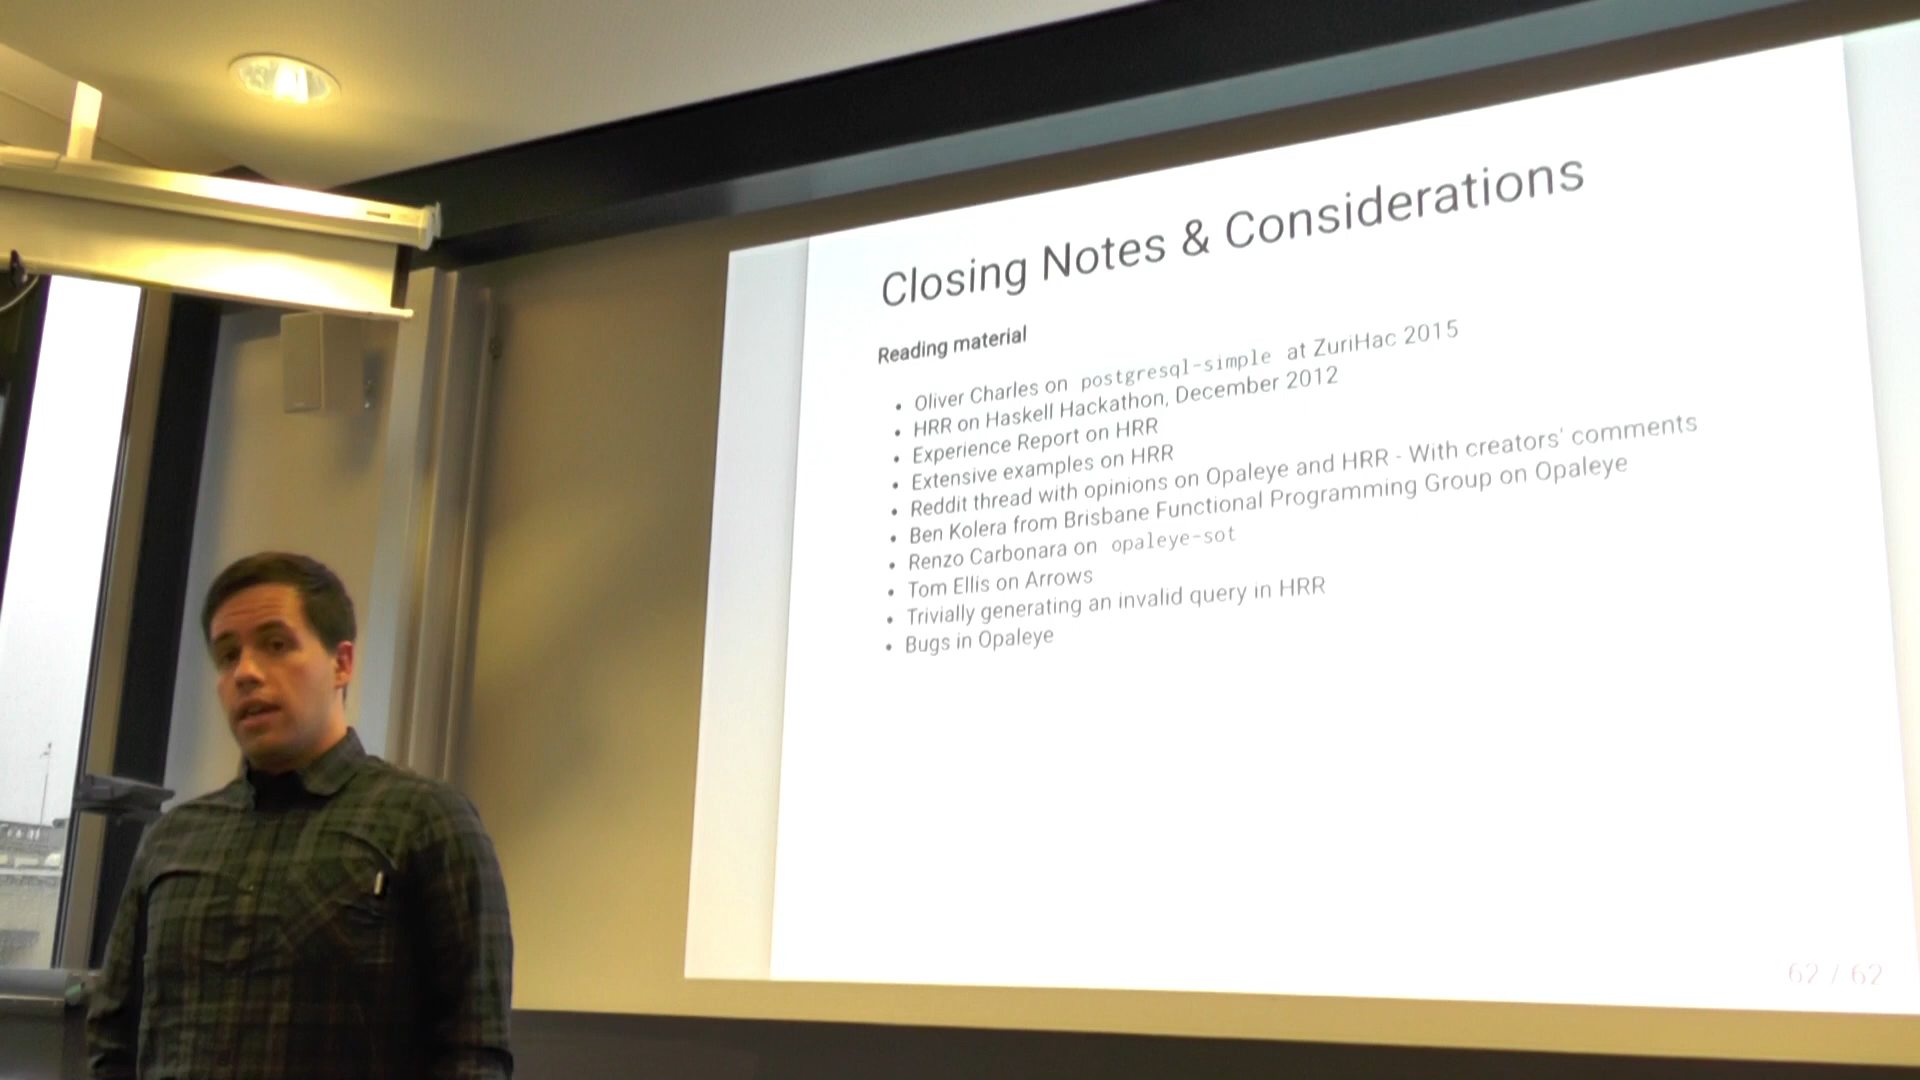 Closing Notes & Considerations
Reading material
• Oliver Charles on postgresql-simple at ZuriHac 2015
• HRR on Haskell Hackathon, December 2012
• Experience Report on HRR
• Extensive examples on HRR
• Reddit thread with opinions on Opaleye and HRR - With creators' comments
• Ben Kolera from Brisbane Functional Programming Group on Opaleye
• Renzo Carbonara on opaleye-sot
• Tom Ellis on Arrows
• Trivially generating an invalid query in HRR
• Bugs in Opaleye
62 / 62